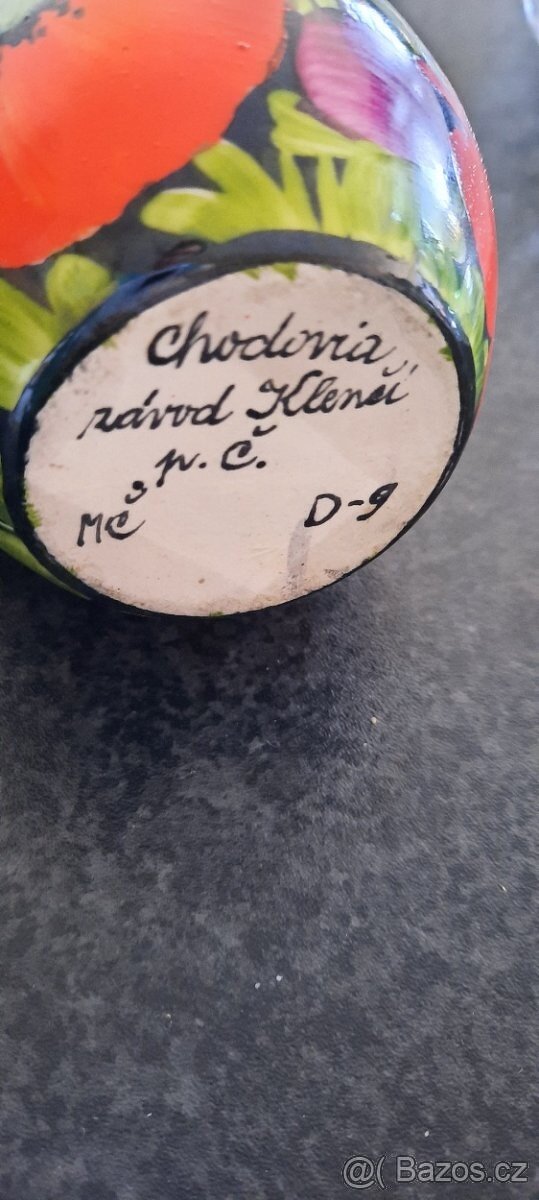 Chodovia
závod Klenčí
p. Č.
MČ D-9
@( Bazos.cz